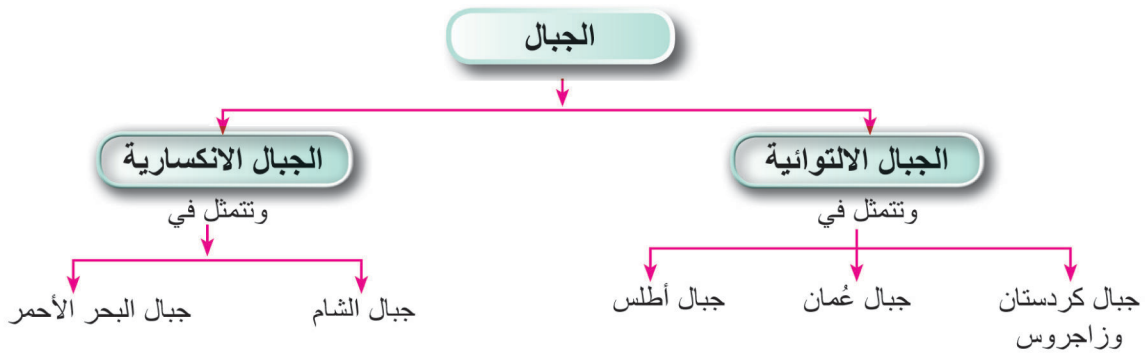 الجبال
الجبال الالتوائية
الجبال الانكسارية
وتتمثل في
وتتمثل في
جبال كردستان
وزاجروس
جبال عُمان
جبال أطلس
جبال الشام
جبال البحر الأحمر